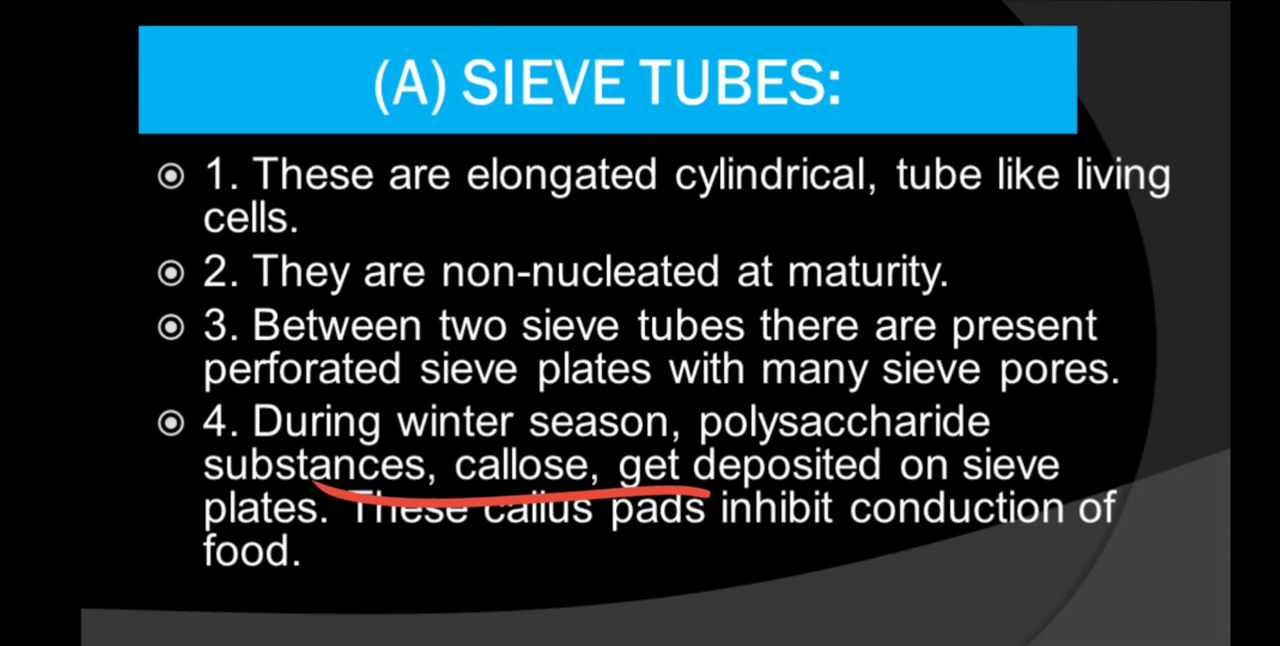 (A) SIEVE TUBES:
1. These are elongated cylindrical, tube like living
cells.
2. They are non-nucleated at maturity.
3. Between two sieve tubes there are present
perforated sieve plates with many sieve pores.
4. During winter season, polysaccharide
substances, callose, get deposited on sieve
plates. These callus pads inhibit conduction of
food.